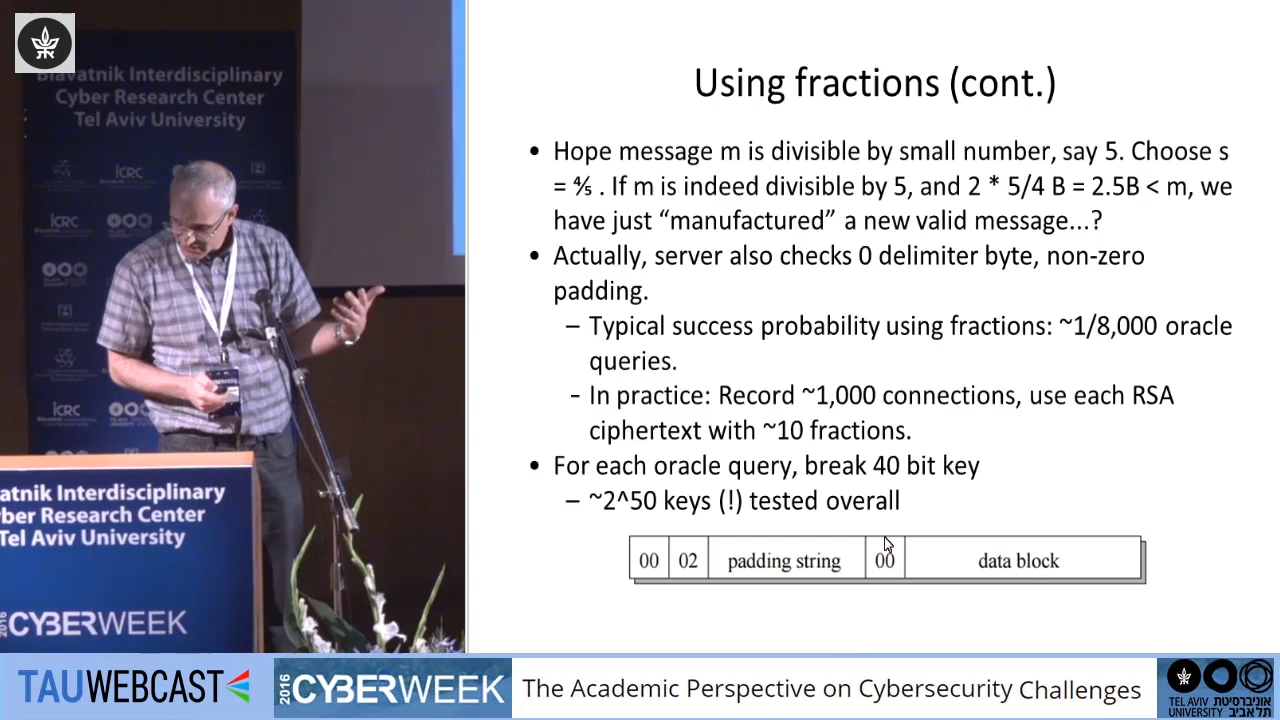 Blavatnik Interdisciplinary
Cyber Research Center
Tel Aviv University
iCRC
iCRC
iCRC
Using fractions (cont.)
• Hope message m is divisible by small number, say 5. Choose s
= ⅘ . If m is indeed divisible by 5, and 2 * 5/4 B = 2.5B < m, we
have just “manufactured” a new valid message...?
• Actually, server also checks 0 delimiter byte, non-zero
padding.
– Typical success probability using fractions: ~1/8,000 oracle
queries.
- In practice: Record ~1,000 connections, use each RSA
ciphertext with ~10 fractions.
• For each oracle query, break 40 bit key
– ~2^50 keys (!) tested overall
00 02 padding string 00 data block
vatnik Interdisciplinary
ber Research Center
Tel Aviv University
2016 CYBERWEEK
TAUWEBCAST
2016 CYBERWEEK
The Academic Perspective on Cybersecurity Challenges
TEL AVIV אוניברסיטת
UNIVERSITY תל אביב